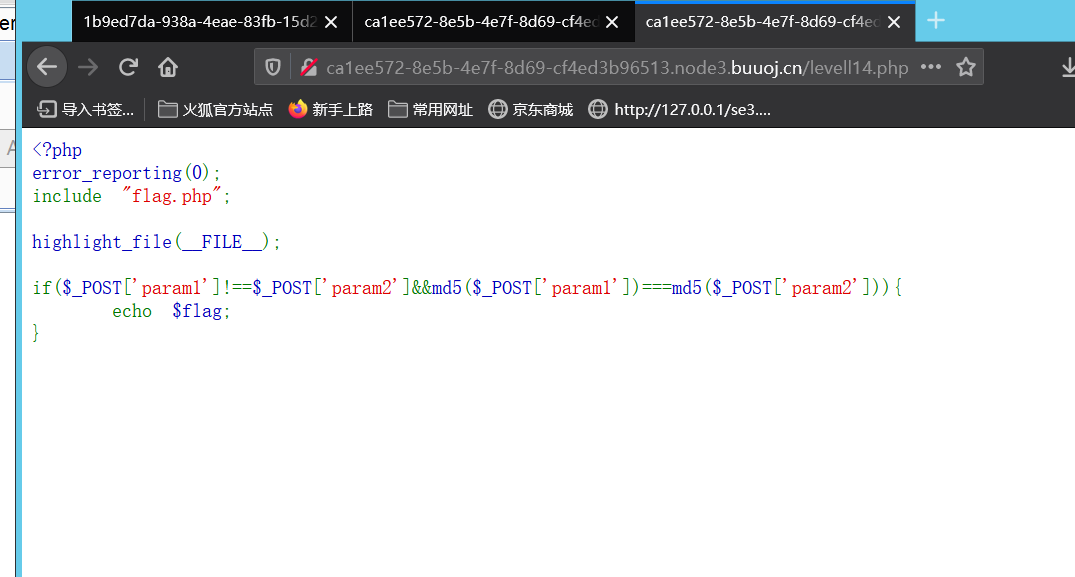 er
1b9ed7da-938a-4eae-83fb-15d2
ca1ee572-8e5b-4e7f-8d69-cf4ed
ca1ee572-8e5b-4e7f-8d69-cf4ed
ca1ee572-8e5b-4e7f-8d69-cf4ed3b96513.node3.buuoj.cn/levell14.php
导入书签...
火狐官方站点
新手上路
常用网址
京东商城
http://127.0.0.1/se3....
A
<?php
error_reporting(0);
include "flag.php";
highlight_file(__FILE__);
if($_POST['param1']!==$_POST['param2']&&md5($_POST['param1'])===md5($_POST['param2'])){
echo $flag;
}